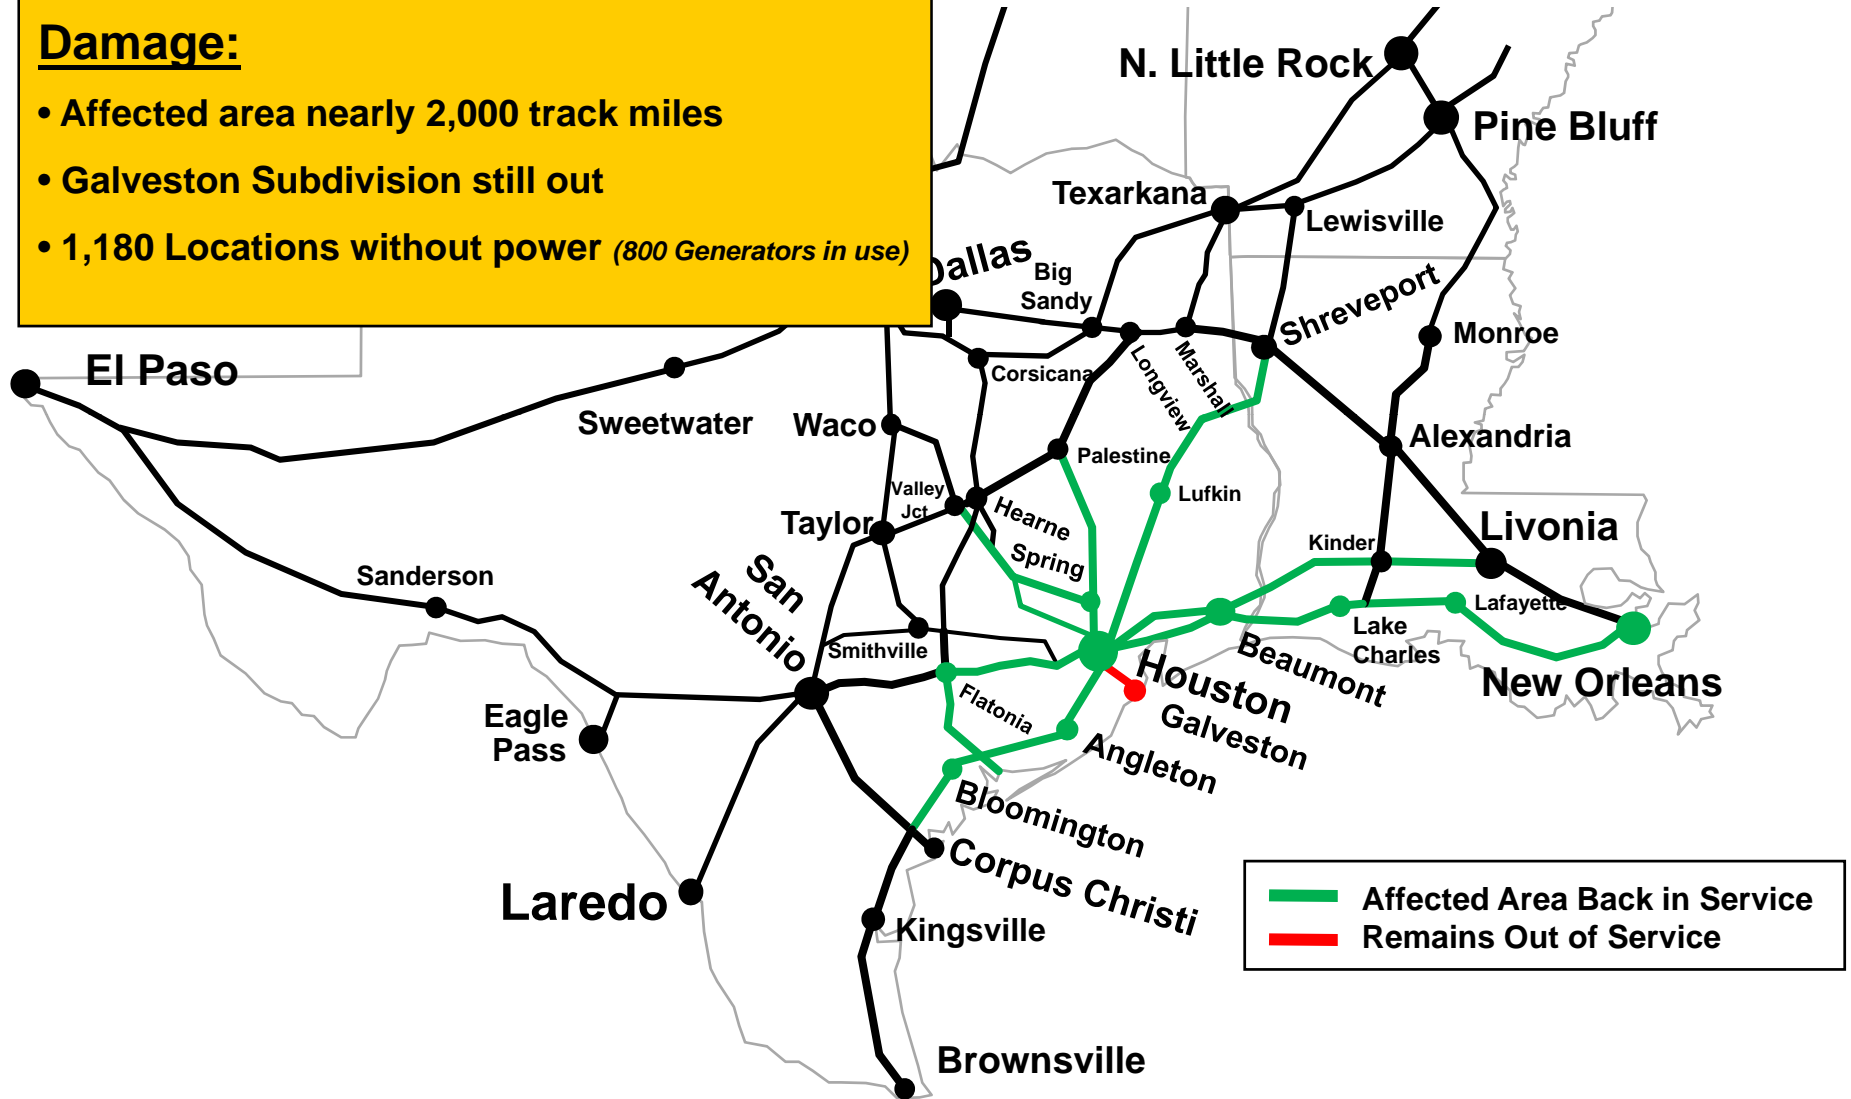 Damage:
• Affected area nearly 2,000 track miles
• Galveston Subdivision still out
• 1,180 Locations without power (800 Generators in use)
N. Little Rock
Pine Bluff
Texarkana
Lewisville
Dallas
Big
Sandy
Shreveport
Monroe
El Paso
Corsicana
Longview
Marshall
Sweetwater
Waco
Alexandria
Palestine
Valley
Jct
Lufkin
Hearne
Taylor
Livonia
Kinder
Spring
San
Antonio
Sanderson
Lafayette
Smithville
Lake
Charles
Beaumont
New Orleans
Houston
Flatonia
Galveston
Eagle
Pass
Angleton
Bloomington
Corpus Christi
Laredo
Kingsville
Affected Area Back in Service
Remains Out of Service
Brownsville